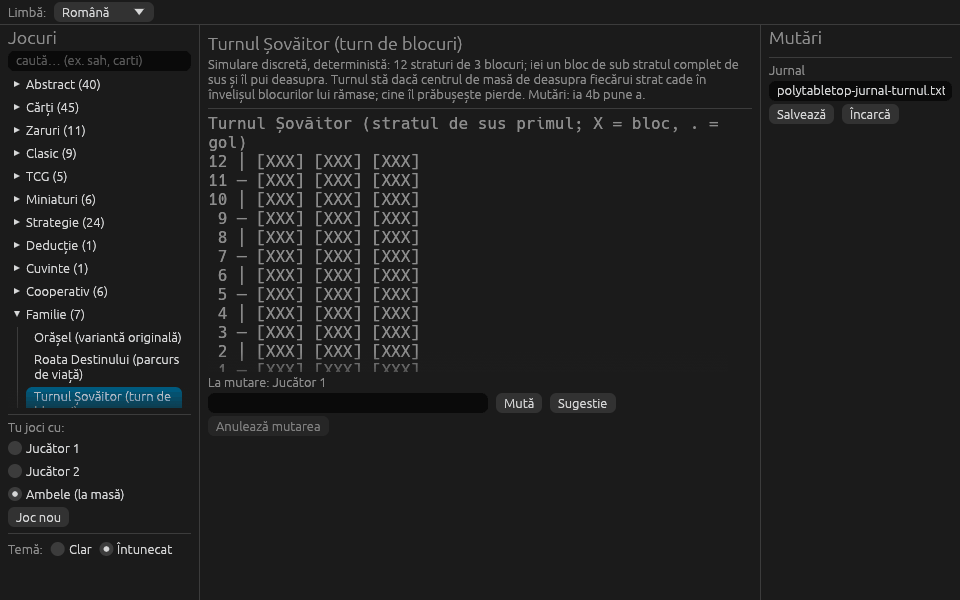 Limbă:
Română
Jocuri
caută… (ex. sah, carti)
Abstract (40)
Cărți (45)
Zaruri (11)
Clasic (9)
TCG (5)
Miniaturi (6)
Strategie (24)
Deducție (1)
Cuvinte (1)
Cooperativ (6)
Familie (7)
Orășel (variantă originală)
Roata Destinului (parcurs
de viață)
Turnul Șovăitor (turn de
Tu joci cu:
Jucător 1
Jucător 2
Ambele (la masă)
Joc nou
Temă:
Clar
Întunecat
Turnul Șovăitor (turn de blocuri)
Simulare discretă, deterministă: 12 straturi de 3 blocuri; iei un bloc de sub stratul complet de
sus și îl pui deasupra. Turnul stă dacă centrul de masă de deasupra fiecărui strat cade în
învelișul blocurilor lui rămase; cine îl prăbușește pierde. Mutări: ia 4b pune a.
Turnul Șovăitor (stratul de sus primul; X = bloc, . =
gol)
12 | [XXX] [XXX] [XXX]
11 — [XXX] [XXX] [XXX]
10 | [XXX] [XXX] [XXX]
9 — [XXX] [XXX] [XXX]
8 | [XXX] [XXX] [XXX]
7 — [XXX] [XXX] [XXX]
6 | [XXX] [XXX] [XXX]
5 — [XXX] [XXX] [XXX]
4 | [XXX] [XXX] [XXX]
3 — [XXX] [XXX] [XXX]
2 | [XXX] [XXX] [XXX]
1 — [XXX] [XXX] [XXX]
La mutare: Jucător 1
Mută
Sugestie
Anulează mutarea
Mutări
Jurnal
polytabletop-jurnal-turnul.txt
Salvează
Încarcă